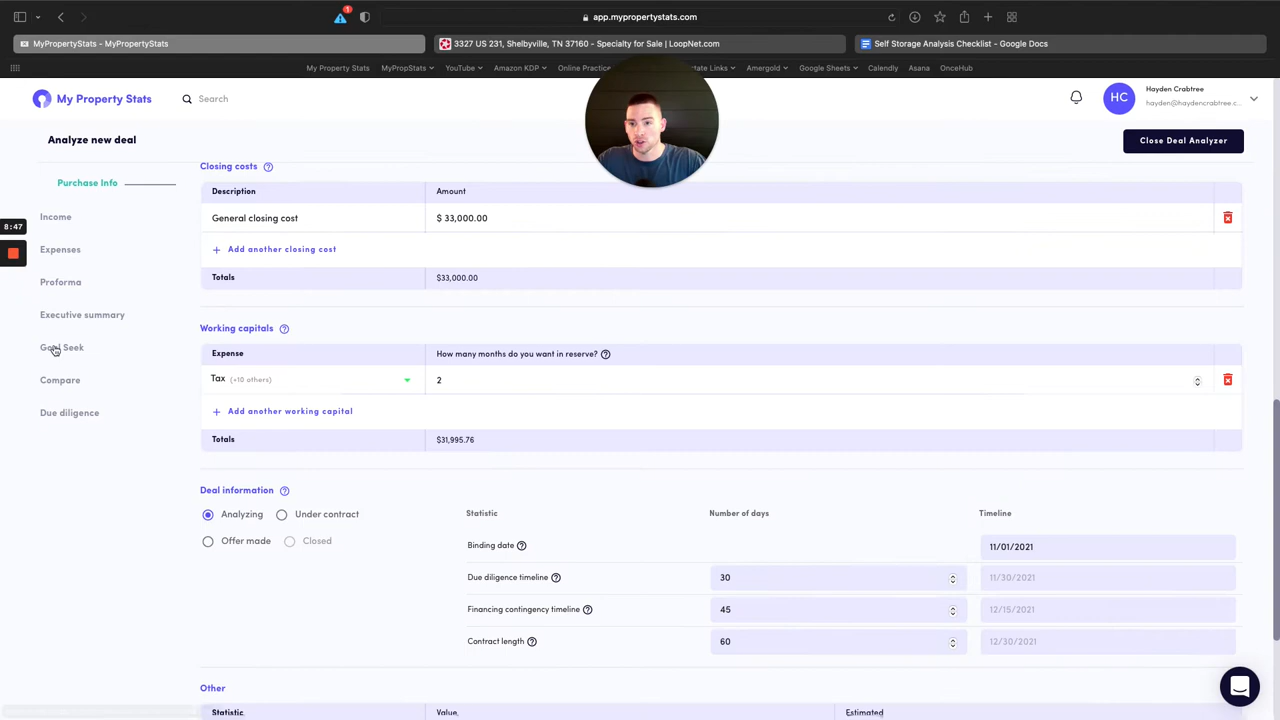 1
app.mypropertystats.com
MyPropertyStats - MyPropertyStats
3327 US 231, Shelbyville, TN 37160 - Specialty for Sale | LoopNet.com
Self Storage Analysis Checklist - Google Docs
My Property Stats
MyPropStats
YouTube
Amazon KDP
Online Practice
Estate Links
Amergold
Google Sheets
Calendly
Asana
OnceHub
My Property Stats
Search
HC
Hayden Crabtree
hayden@haydencrabtree.c...
Analyze new deal
Close Deal Analyzer
Purchase Info
Income
8:47
Expenses
Proforma
Executive summary
Goal Seek
Compare
Due diligence
Closing costs
Description
Amount
General closing cost
$ 33,000.00
+ Add another closing cost
Totals
$33,000.00
Working capitals
Expense
How many months do you want in reserve?
Tax (+10 others)
2
+ Add another working capital
Totals
$31,995.76
Deal information
Analyzing
Under contract
Offer made
Closed
Statistic
Number of days
Timeline
Binding date
11/01/2021
Due diligence timeline
30
11/30/2021
Financing contingency timeline
45
12/15/2021
Contract length
60
12/30/2021
Other
Statistic
Value,
Estimated